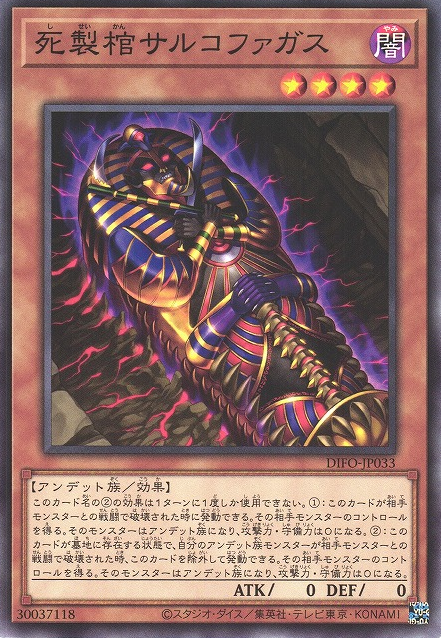 死製棺サルコファガス
闇
DIFO-JP033
【アンデット族／効果】
このカード名の②の効果は1ターンに1度しか使用できない。①：このカードが相手
モンスターとの戦闘で破壊された時に発動できる。その相手モンスターのコントロール
を得る。そのモンスターはアンデット族になり、攻撃力・守備力は0になる。②：この
カードが墓地に存在する状態で、自分のアンデット族モンスターが相手モンスターとの
戦闘で破壊された時、このカードを除外して発動できる。その相手モンスターのコントロ
ールを得る。そのモンスターはアンデット族になり、攻撃力・守備力は0になる。
ATK/ 0 DEF/ 0
30037118 ©スタジオ・ダイス／集英社・テレビ東京・KONAMI